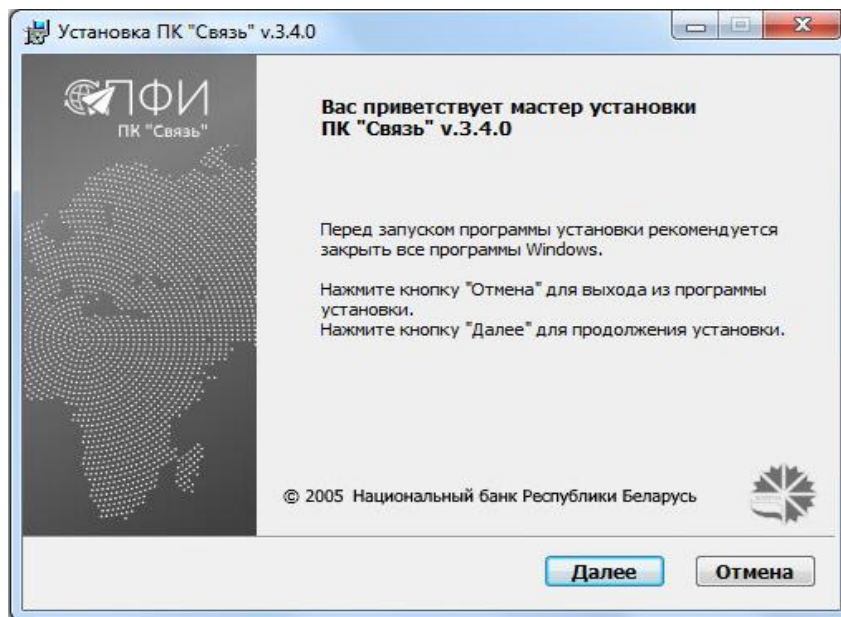 Установка ПК "Связь" v.3.4.0
СПФИ
ПК "Связь"
Вас приветствует мастер установки
ПК "Связь" v.3.4.0
Перед запуском программы установки рекомендуется
закрыть все программы Windows.
Нажмите кнопку "Отмена" для выхода из программы
установки.
Нажмите кнопку "Далее" для продолжения установки.
© 2005 Национальный банк Республики Беларусь
Далее
Отмена